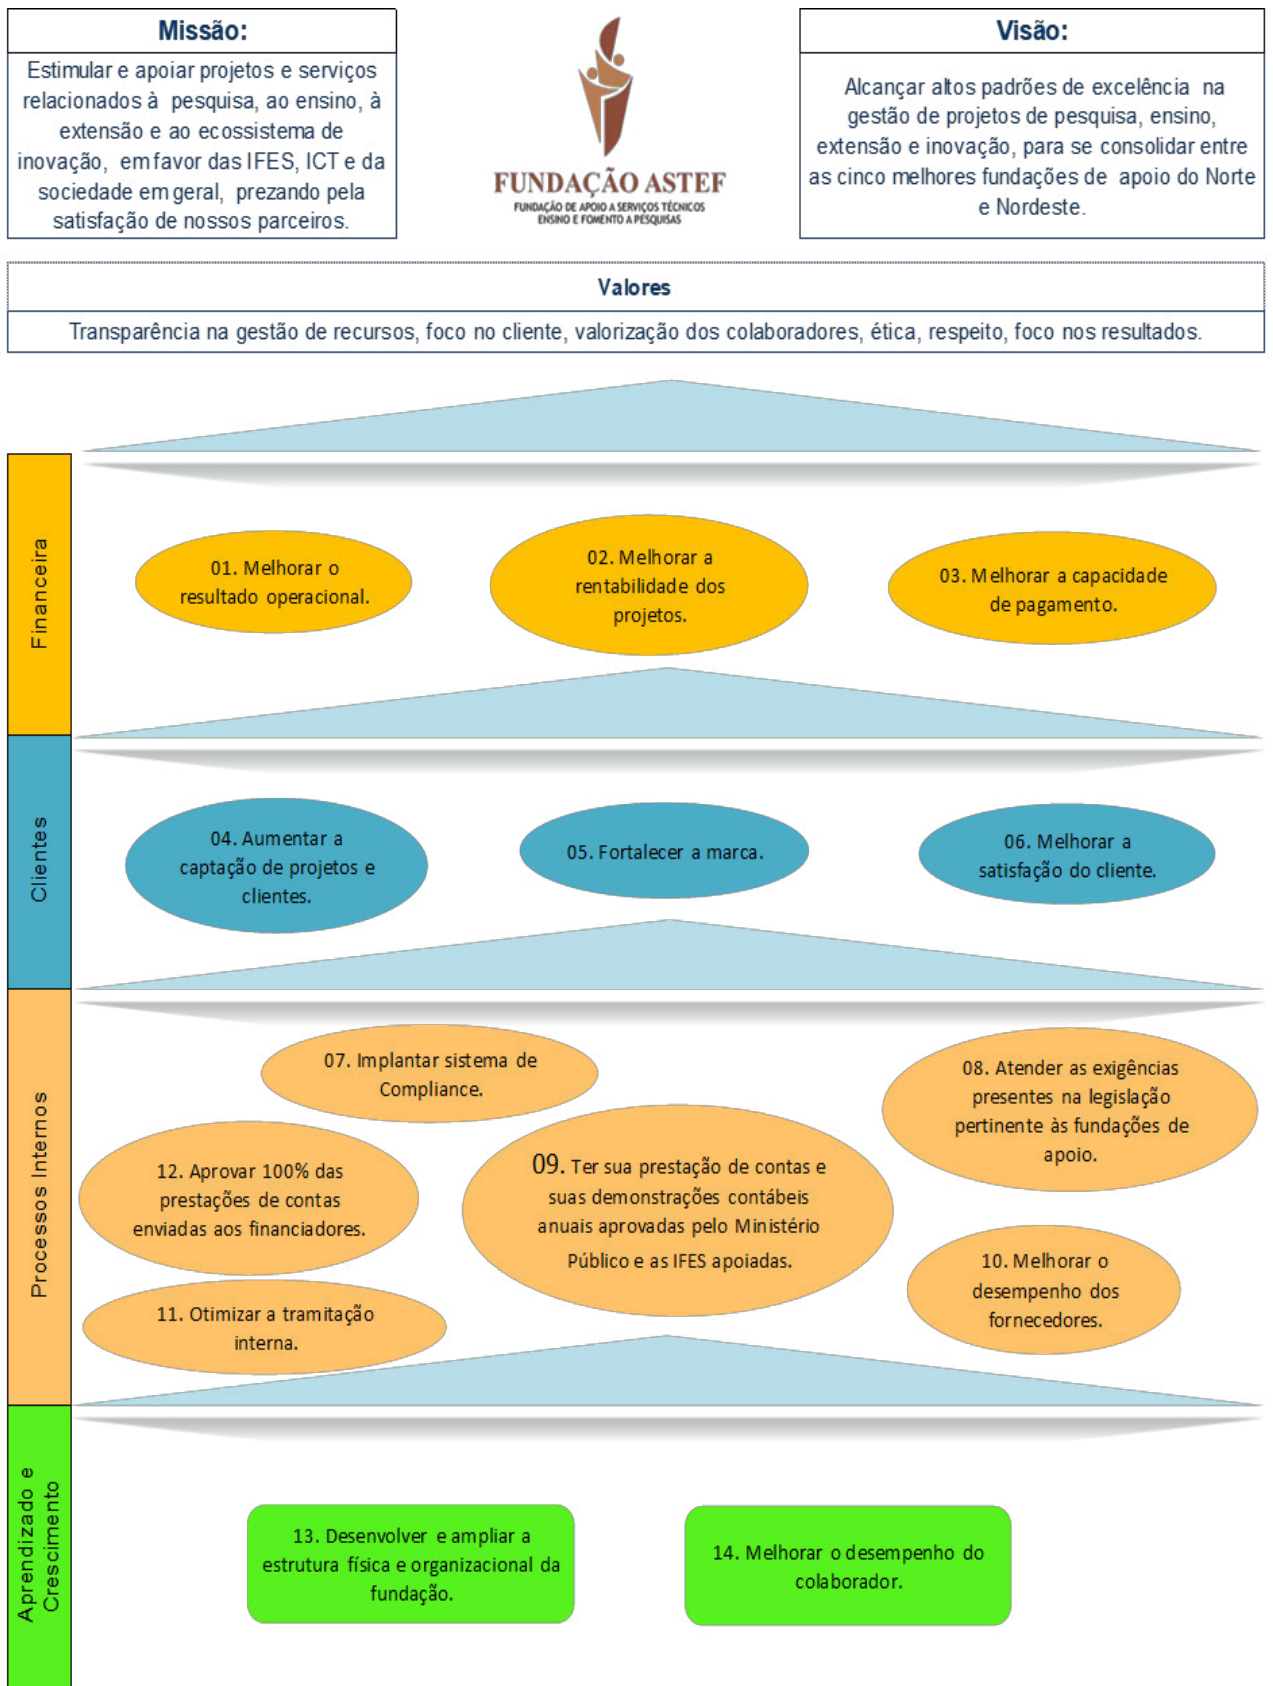 Missão:
Estimular e apoiar projetos e serviços
relacionados à pesquisa, ao ensino, à
extensão e ao ecossistema de
inovação, em favor das IFES, ICT e da
sociedade em geral, prezando pela
satisfação de nossos parceiros.
FUNDAÇÃO ASTEF
FUNDAÇÃO DE APOIO A SERVIÇOS TÉCNICOS
ENSINO E FOMENTO A PESQUISAS
Visão:
Alcançar altos padrões de excelência na
gestão de projetos de pesquisa, ensino,
extensão e inovação, para se consolidar entre
as cinco melhores fundações de apoio do Norte
e Nordeste.
Valores
Transparência na gestão de recursos, foco no cliente, valorização dos colaboradores, ética, respeito, foco nos resultados.
Financeira
01. Melhorar o
resultado operacional.
02. Melhorar a
rentabilidade dos
projetos.
03. Melhorar a capacidade
de pagamento.
Clientes
04. Aumentar a
captação de projetos e
clientes.
05. Fortalecer a marca.
06. Melhorar a
satisfação do cliente.
Processos Internos
07. Implantar sistema de
Compliance.
08. Atender as exigências
presentes na legislação
pertinente às fundações de
apoio.
12. Aprovar 100% das
prestações de contas
enviadas aos financiadores.
09. Ter sua prestação de contas e
suas demonstrações contábeis
anuais aprovadas pelo Ministério
Público e as IFES apoiadas.
10. Melhorar o
desempenho dos
fornecedores.
11. Otimizar a tramitação
interna.
Aprendizado e
Crescimento
13. Desenvolver e ampliar a
estrutura física e organizacional da
fundação.
14. Melhorar o desempenho do
colaborador.